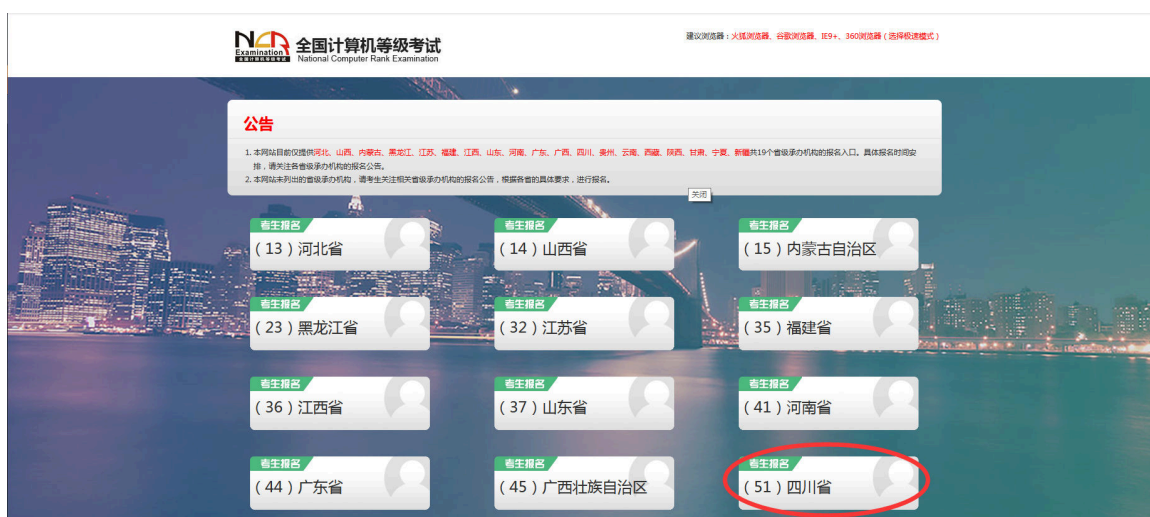 NCR
Examination
全国计算机等级考试
全国计算机等级考试
National Computer Rank Examination
建议浏览器：火狐浏览器、谷歌浏览器、IE9+、360浏览器（选择极速模式）
公告
1. 本网站目前仅提供河北、山西、内蒙古、黑龙江、江苏、福建、江西、山东、河南、广东、广西、四川、贵州、云南、西藏、陕西、甘肃、宁夏、新疆共19个省级承办机构的报名入口。具体报名时间安
排，请关注各省级承办机构的报名公告。
2. 本网站未列出的省级承办机构，请考生关注相关省级承办机构的报名公告，根据各省的具体要求，进行报名。
关闭
考生报名
（13）河北省
考生报名
（14）山西省
考生报名
（15）内蒙古自治区
考生报名
（23）黑龙江省
考生报名
（32）江苏省
考生报名
（35）福建省
考生报名
（36）江西省
考生报名
（37）山东省
考生报名
（41）河南省
考生报名
（44）广东省
考生报名
（45）广西壮族自治区
考生报名
（51）四川省